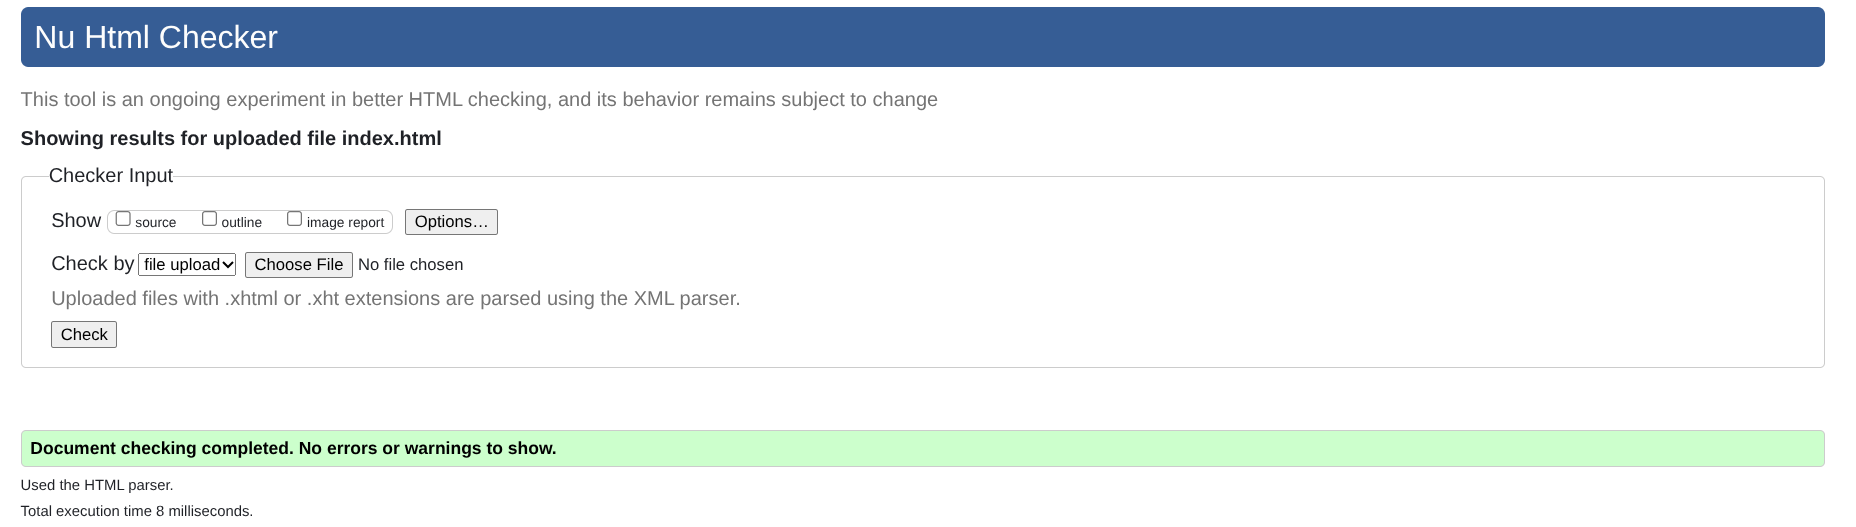 Nu Html Checker
This tool is an ongoing experiment in better HTML checking, and its behavior remains subject to change
Showing results for uploaded file index.html
Checker Input
Show source outline image report Options…
Check by file upload Choose File No file chosen
Uploaded files with .xhtml or .xht extensions are parsed using the XML parser.
Check
Document checking completed. No errors or warnings to show.
Used the HTML parser.
Total execution time 8 milliseconds.